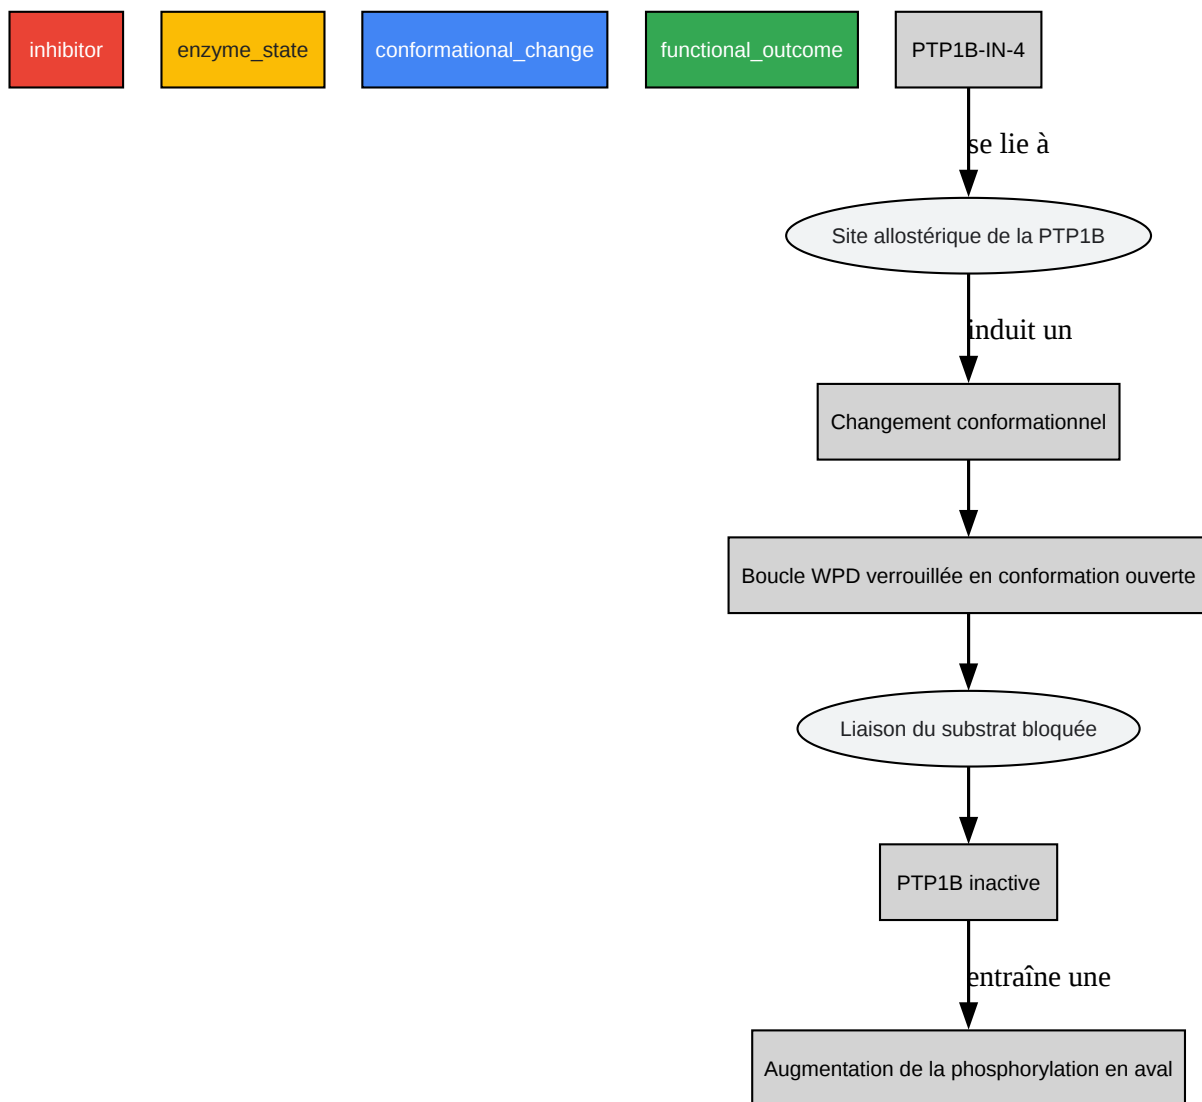 inhibitor
enzyme_state
conformational_change
functional_outcome
PTP1B-IN-4
se lie à
Site allostérique de la PTP1B
induit un
Changement conformationnel
Boucle WPD verrouillée en conformation ouverte
Liaison du substrat bloquée
PTP1B inactive
entraîne une
Augmentation de la phosphorylation en aval